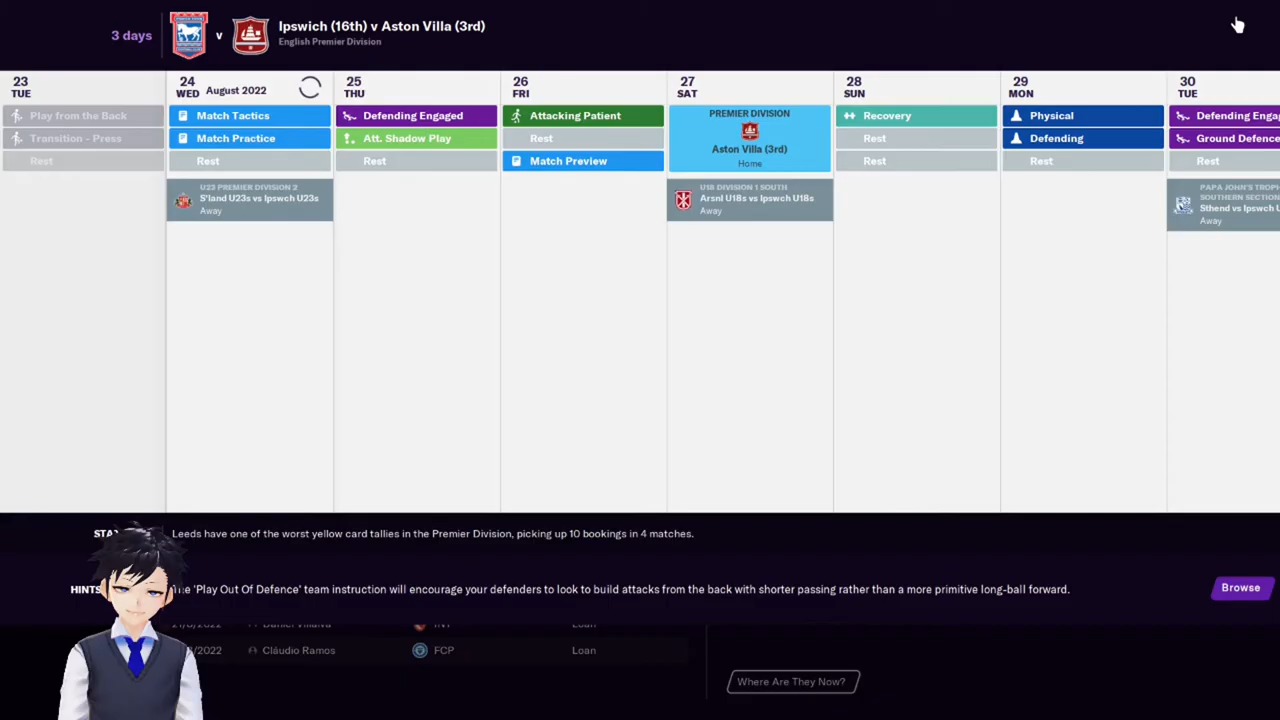 3 days
v
Ipswich (16th) v Aston Villa (3rd)
English Premier Division
23
TUE
Play from the Back
Transition - Press
Rest
24
WED August 2022
Match Tactics
Match Practice
Rest
U23 PREMIER DIVISION 2
S'land U23s vs Ipswch U23s
Away
25
THU
Defending Engaged
Att. Shadow Play
Rest
26
FRI
Attacking Patient
Rest
Match Preview
27
SAT
PREMIER DIVISION
Aston Villa (3rd)
Home
U18 DIVISION 1 SOUTH
Arsnl U18s vs Ipswch U18s
Away
28
SUN
Recovery
Rest
Rest
29
MON
Physical
Defending
Rest
30
TUE
Defending Engag
Ground Defence
Rest
PAPA JOHN'S TROPH
SOUTHERN SECTION
Sthend vs Ipswch U
Away
Leeds have one of the worst yellow card tallies in the Premier Division, picking up 10 bookings in 4 matches.
HINTS
'Play Out Of Defence' team instruction will encourage your defenders to look to build attacks from the back with shorter passing rather than a more primitive long-ball forward.
Browse
Cláudio Ramos
FCP
Loan
Where Are They Now?